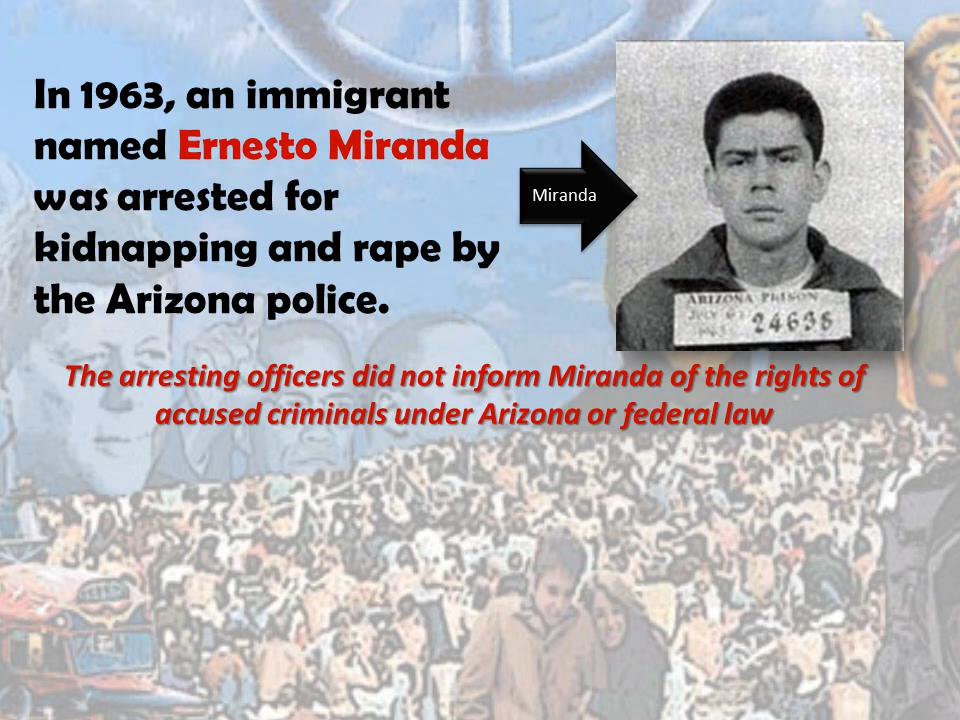 In 1963, an immigrant
named Ernesto Miranda
was arrested for
kidnapping and rape by
the Arizona police.
Miranda
ARIZONA PRISON
JULY
24638
The arresting officers did not inform Miranda of the rights of
accused criminals under Arizona or federal law